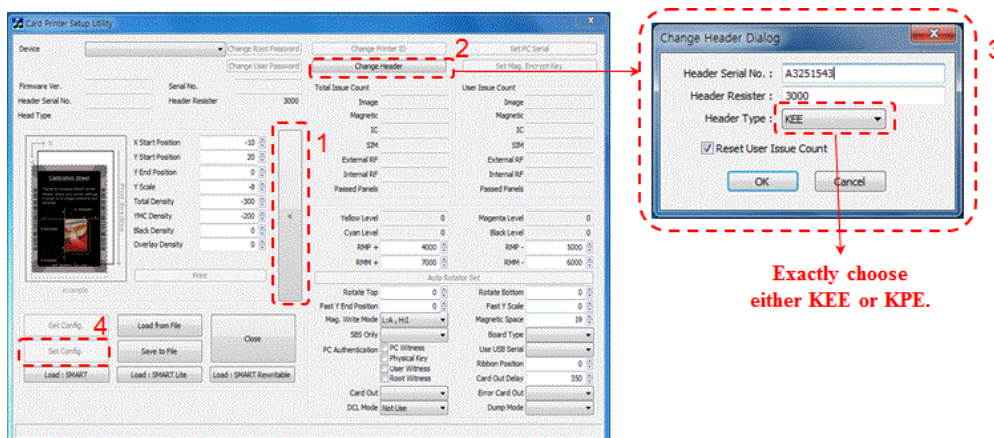 Card Printer Setup Utility
Device
Change Root Password
Change Printer ID
Set PC Serial
2
Change User Password
Change Header
Set Mag. Encrypt Key
Firmware Ver.
Serial No.
Header Serial No.
Header Resister
3000
Head Type
Total Issue Count
User Issue Count
Image
Image
Magnetic
Magnetic
IC
IC
SIM
SIM
External RF
External RF
Internal RF
Internal RF
Passed Panels
Passed Panels
X
Calibration Sheet
Print direction
example
X Start Position -10
Y Start Position 20
Y End Position 0
Y Scale -8
Total Density -300
YMC Density -200
Black Density 0
Overlay Density 0
Print
<
1
Yellow Level 0
Magenta Level 0
Cyan Level 0
Black Level 0
RMP + 4000
RMP - 5000
RMM + 7000
RMM - 6000
Auto Rotator Set
Rotate Top 0
Rotate Bottom 0
Fast Y End Position 0
Fast Y Scale 0
Mag. Write Mode L:A , H:I
Magnetic Space 19
SBS Only
Board Type
PC Authentication
PC Witness
Physical Key
User Witness
Root Witness
Use USB Serial
Ribbon Position 0
Card Out Delay 350
Card Out
Error Card Out
DCL Mode Not Use
Dump Mode
Get Config.
4
Load from File
Close
Set Config.
Save to File
Load : SMART
Load : SMART Lite
Load : SMART Rewritable
3
Change Header Dialog
Header Serial No. : A3251543
Header Resister : 3000
Header Type : KEE
Reset User Issue Count
OK
Cancel
Exactly choose
either KEE or KPE.